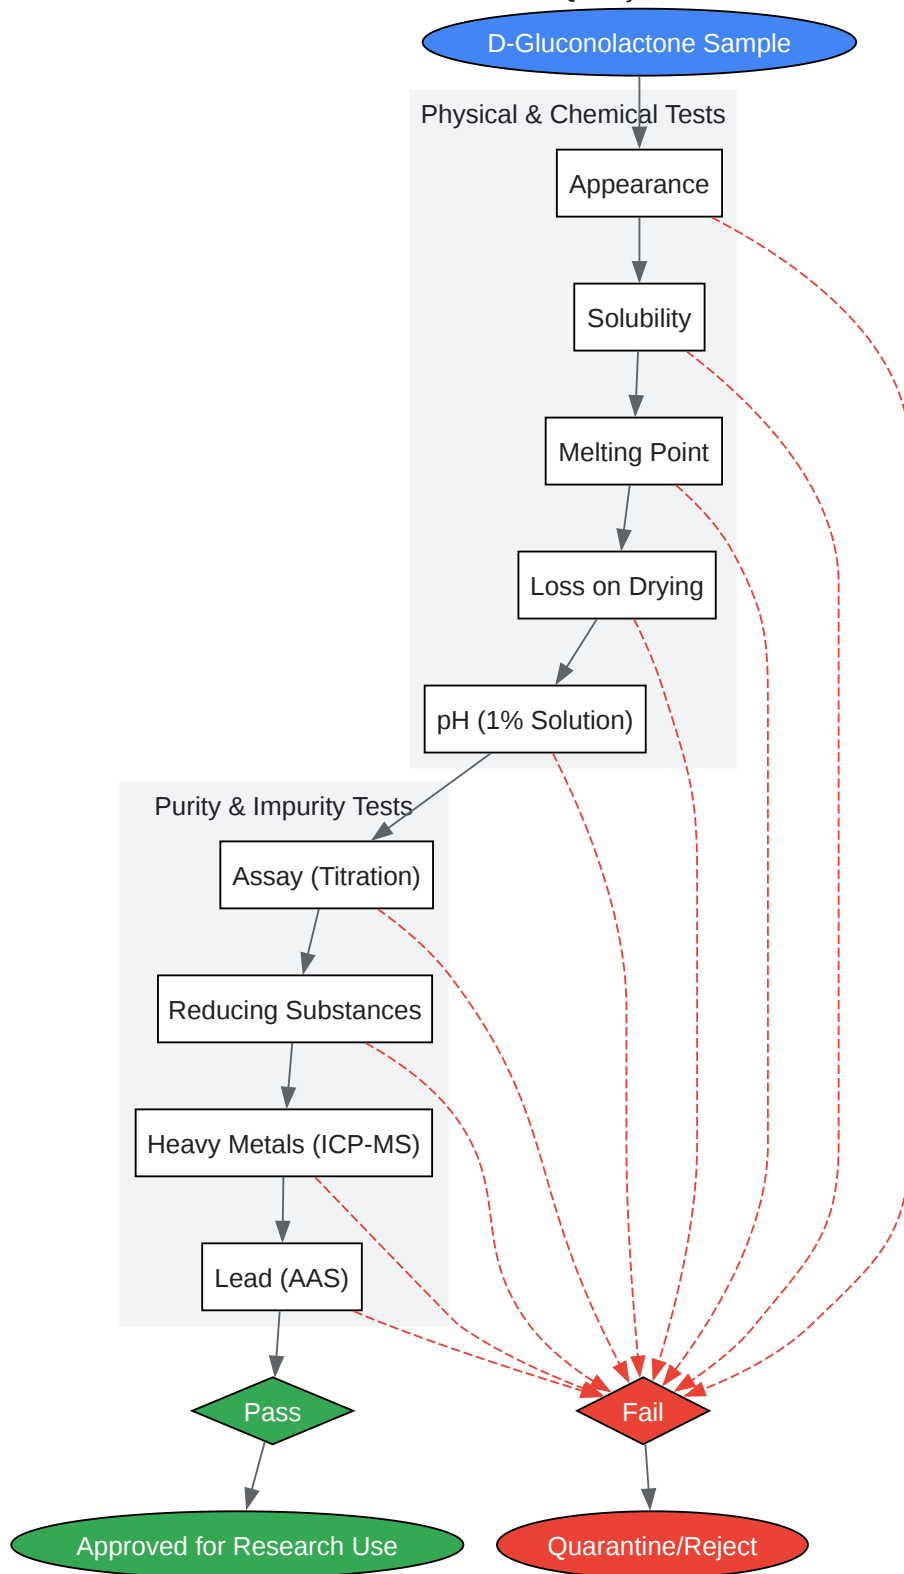 D-Gluconolactone Sample
Physical & Chemical Tests
Appearance
Solubility
Melting Point
Loss on Drying
pH (1% Solution)
Purity & Impurity Tests
Assay (Titration)
Reducing Substances
Heavy Metals (ICP-MS)
Lead (AAS)
Pass
Fail
Approved for Research Use
Quarantine/Reject